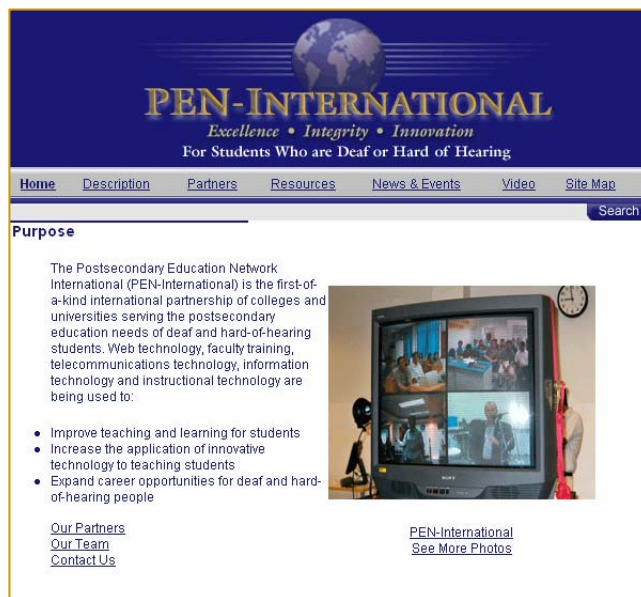 PEN-INTERNATIONAL
Excellence • Integrity • Innovation
For Students Who are Deaf or Hard of Hearing
Home Description Partners Resources News & Events Video Site Map
Search
Purpose
The Postsecondary Education Network
International (PEN-International) is the first-of-
a-kind international partnership of colleges and
universities serving the postsecondary
education needs of deaf and hard-of-hearing
students. Web technology, faculty training,
telecommunications technology, information
technology and instructional technology are
being used to:
• Improve teaching and learning for students
• Increase the application of innovative
technology to teaching students
• Expand career opportunities for deaf and hard-
of-hearing people
Our Partners
Our Team
Contact Us
SONY
PEN-International
See More Photos